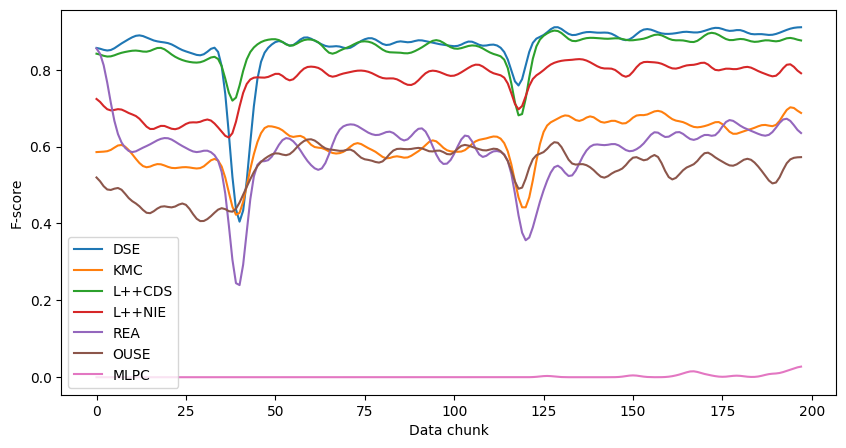 F-score
0.8
0.6
0.4
0.2
0.0
DSE
KMC
L++CDS
L++NIE
REA
OUSE
MLPC
0 25 50 75 100 125 150 175 200
Data chunk